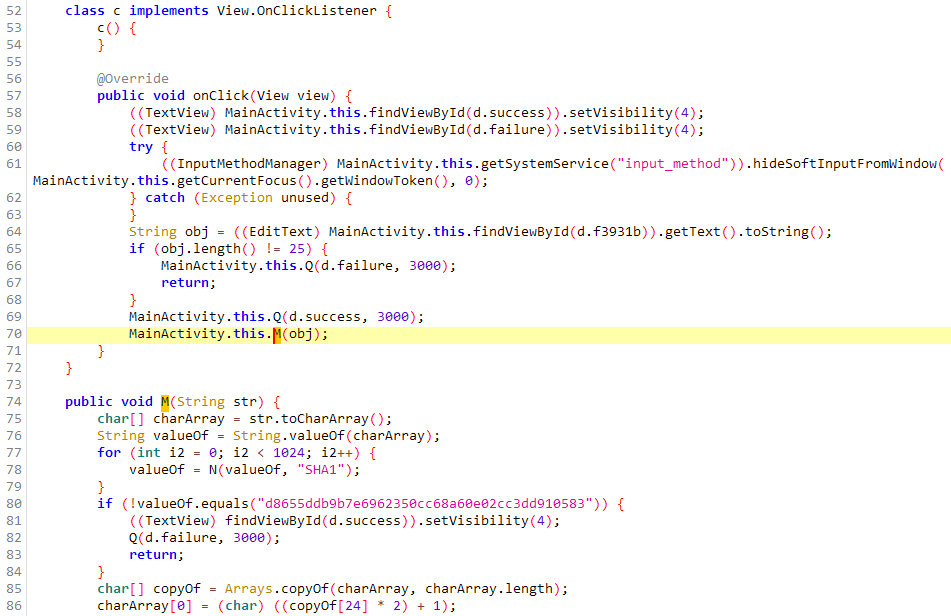 52     class c implements View.OnClickListener {
53         c() {
54         }
55
56         @Override
57         public void onClick(View view) {
58             ((TextView) MainActivity.this.findViewById(d.success)).setVisibility(4);
59             ((TextView) MainActivity.this.findViewById(d.failure)).setVisibility(4);
60             try {
61                 ((InputMethodManager) MainActivity.this.getSystemService("input_method")).hideSoftInputFromWindow(
MainActivity.this.getCurrentFocus().getWindowToken(), 0);
62             } catch (Exception unused) {
63             }
64             String obj = ((EditText) MainActivity.this.findViewById(d.f3931b)).getText().toString();
65             if (obj.length() != 25) {
66                 MainActivity.this.Q(d.failure, 3000);
67                 return;
68             }
69             MainActivity.this.Q(d.success, 3000);
70             MainActivity.this.M(obj);
71         }
72     }
73
74     public void M(String str) {
75         char[] charArray = str.toCharArray();
76         String valueOf = String.valueOf(charArray);
77         for (int i2 = 0; i2 < 1024; i2++) {
78             valueOf = N(valueOf, "SHA1");
79         }
80         if (!valueOf.equals("d8655ddb9b7e6962350cc68a60e02cc3dd910583")) {
81             ((TextView) findViewById(d.success)).setVisibility(4);
82             Q(d.failure, 3000);
83             return;
84         }
85         char[] copyOf = Arrays.copyOf(charArray, charArray.length);
86         charArray[0] = (char) ((copyOf[24] * 2) + 1);